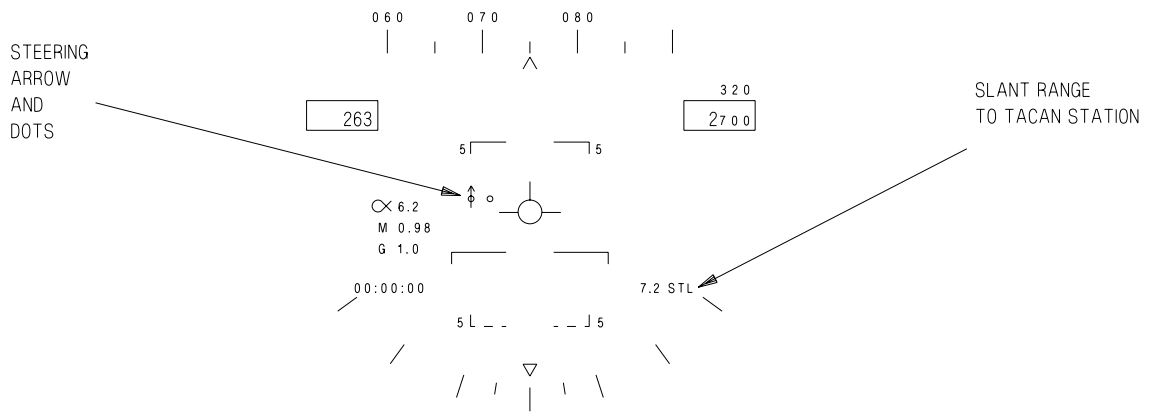 060 070 080
STEERING
ARROW
AND
DOTS
SLANT RANGE
TO TACAN STATION
320
263
2700
5 5
α 6.2
M 0.98
G 1.0
00:00:00
7.2 STL
5 5